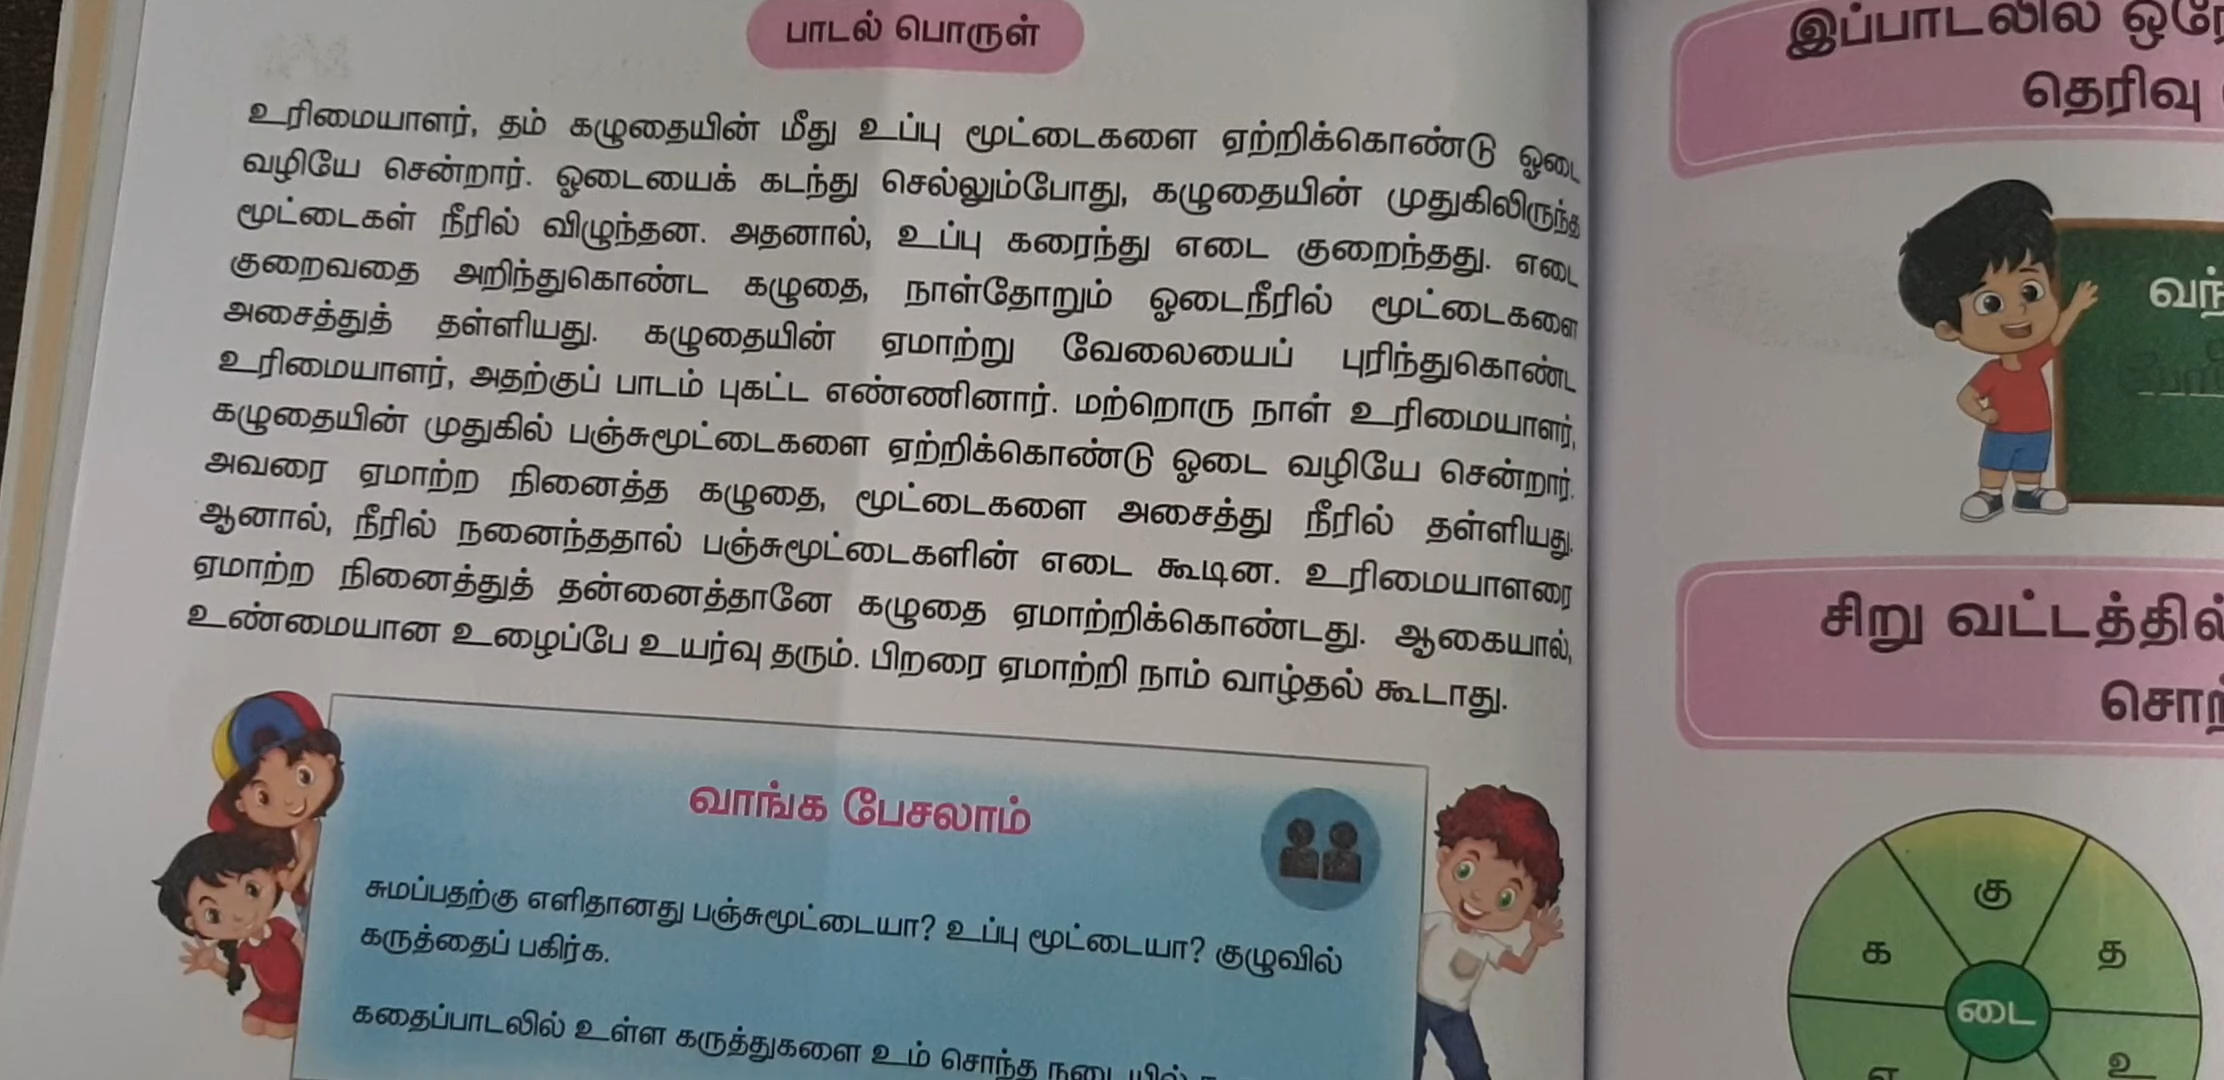 பாடல் பொருள்
உரிமையாளர், தம் கழுதையின் மீது உப்பு மூட்டைகளை ஏற்றிக்கொண்டு ஓடை
வழியே சென்றார். ஓடையைக் கடந்து செல்லும்போது, கழுதையின் முதுகிலிருந்த
மூட்டைகள் நீரில் விழுந்தன. அதனால், உப்பு கரைந்து எடை குறைந்தது. எடை
குறைவதை அறிந்துகொண்ட கழுதை, நாள்தோறும் ஓடைநீரில் மூட்டைகளை
அசைத்துத் தள்ளியது. கழுதையின் ஏமாற்று வேலையைப் புரிந்துகொண்ட
உரிமையாளர், அதற்குப் பாடம் புகட்ட எண்ணினார். மற்றொரு நாள் உரிமையாளர்,
கழுதையின் முதுகில் பஞ்சுமூட்டைகளை ஏற்றிக்கொண்டு ஓடை வழியே சென்றார்.
அவரை ஏமாற்ற நினைத்த கழுதை, மூட்டைகளை அசைத்து நீரில் தள்ளியது.
ஆனால், நீரில் நனைந்ததால் பஞ்சுமூட்டைகளின் எடை கூடின. உரிமையாளரை
ஏமாற்ற நினைத்துத் தன்னைத்தானே கழுதை ஏமாற்றிக்கொண்டது. ஆகையால்,
உண்மையான உழைப்பே உயர்வு தரும். பிறரை ஏமாற்றி நாம் வாழ்தல் கூடாது.
வாங்க பேசலாம்
சுமப்பதற்கு எளிதானது பஞ்சுமூட்டையா? உப்பு மூட்டையா? குழுவில்
கருத்தைப் பகிர்க.
கதைப்பாடலில் உள்ள கருத்துகளை உம் சொந்த நடையில்
இப்பாடலில்
தெரிவு
சிறு வட்டத்தில்
கு
க
த
டை
உ